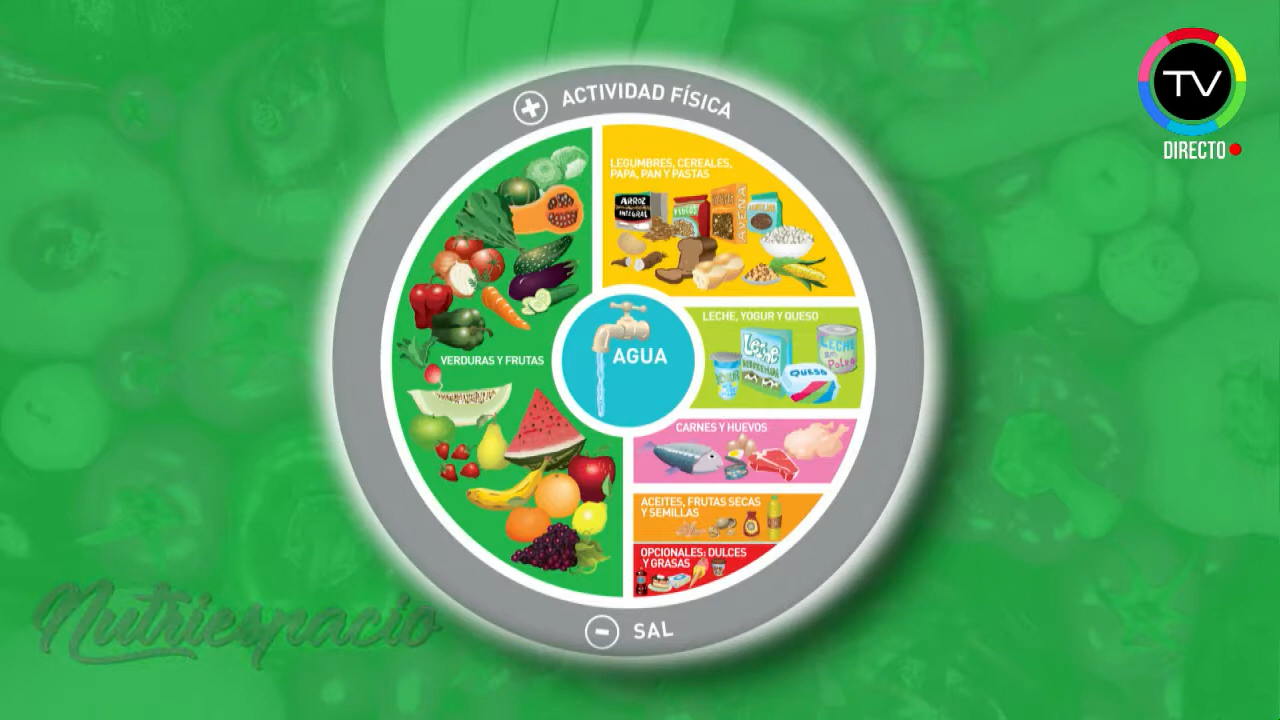 TV
DIRECTO
ACTIVIDAD FÍSICA
LEGUMBRES, CEREALES,
PAPA, PAN Y PASTAS
ARROZ
INTEGRAL
AVENA
VERDURAS Y FRUTAS
AGUA
LECHE, YOGUR Y QUESO
Leche
LECHE
en
Polvo
QUESO
CARNES Y HUEVOS
ACEITES, FRUTAS SECAS
Y SEMILLAS
OPCIONALES: DULCES
Y GRASAS
SAL
Nutriespacio